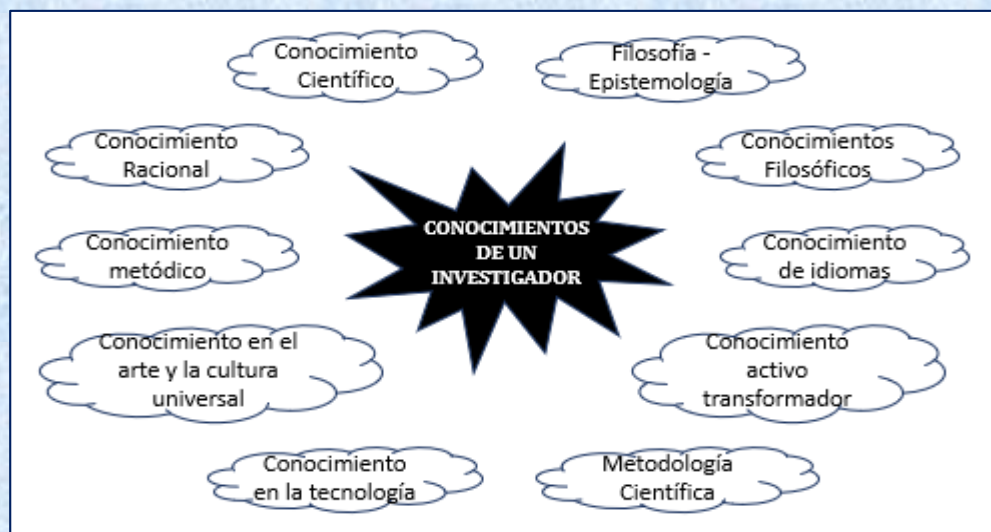 Conocimiento
Científico
Filosofía -
Epistemología
Conocimiento
Racional
Conocimientos
Filosóficos
CONOCIMIENTOS
DE UN
INVESTIGADOR
Conocimiento
metódico
Conocimiento
de idiomas
Conocimiento en el
arte y la cultura
universal
Conocimiento
activo
transformador
Conocimiento
en la tecnología
Metodología
Científica